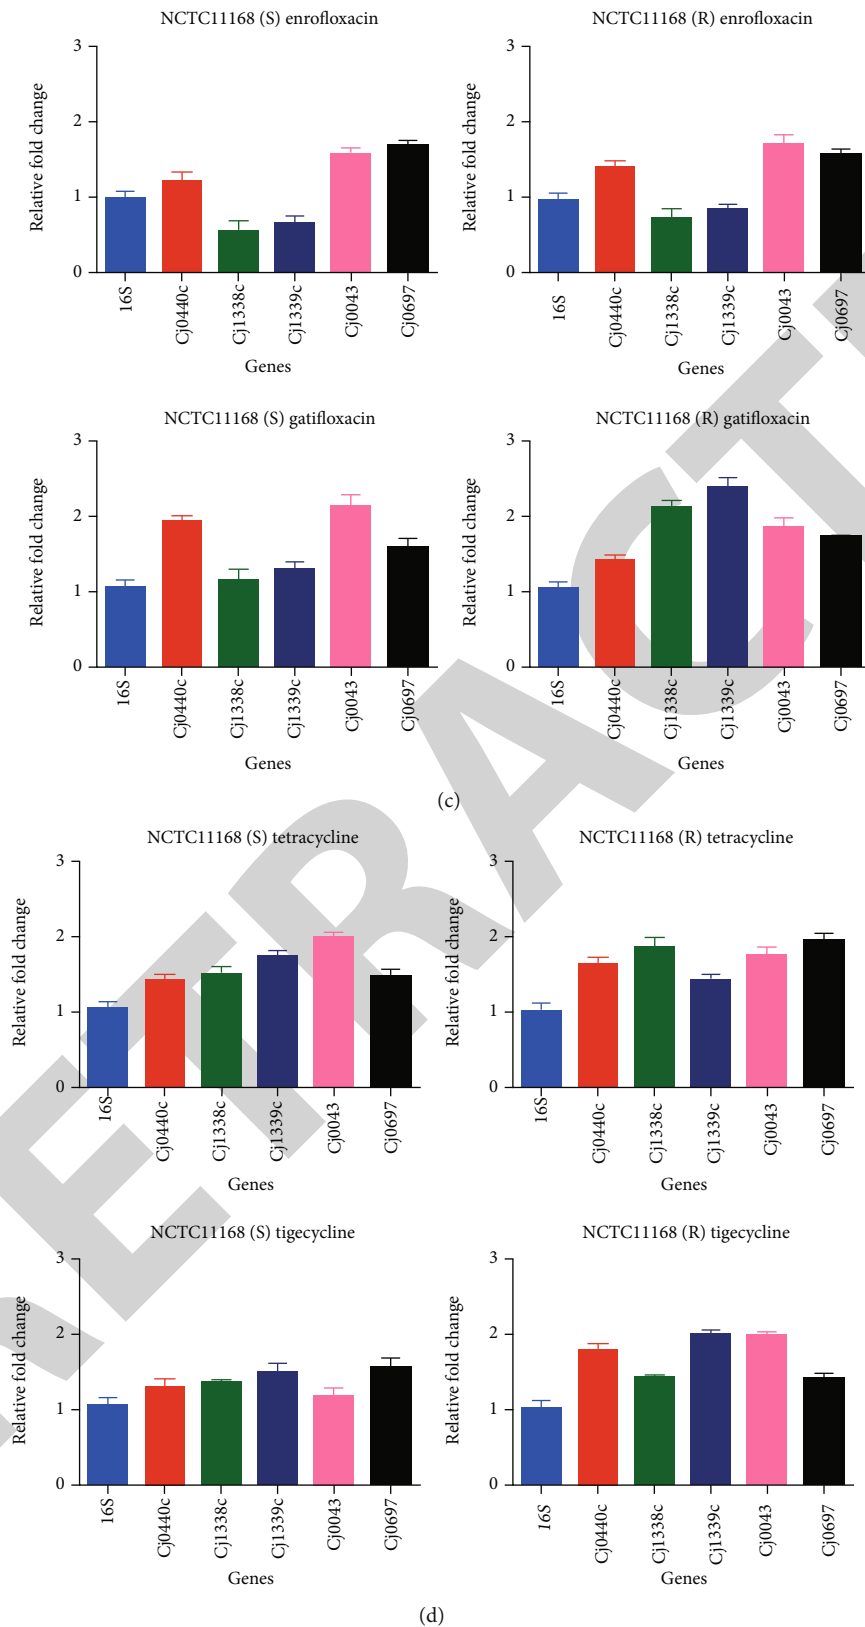 NCTC11168 (S) enrofloxacin
Relative fold change
3
2
1
0
16S
Cj0440c
Cj1338c
Cj1339c
Cj0043
Cj0697
Genes
NCTC11168 (R) enrofloxacin
Relative fold change
3
2
1
0
16S
Cj0440c
Cj1338c
Cj1339c
Cj0043
Cj0697
Genes
NCTC11168 (S) gatifloxacin
Relative fold change
3
2
1
0
16S
Cj0440c
Cj1338c
Cj1339c
Cj0043
Cj0697
Genes
NCTC11168 (R) gatifloxacin
Relative fold change
3
2
1
0
16S
Cj0440c
Cj1338c
Cj1339c
Cj0043
Cj0697
Genes
(c)
NCTC11168 (S) tetracycline
Relative fold change
3
2
1
0
16S
Cj0440c
Cj1338c
Cj1339c
Cj0043
Cj0697
Genes
NCTC11168 (R) tetracycline
Relative fold change
3
2
1
0
16S
Cj0440c
Cj1338c
Cj1339c
Cj0043
Cj0697
Genes
NCTC11168 (S) tigecycline
Relative fold change
3
2
1
0
16S
Cj0440c
Cj1338c
Cj1339c
Cj0043
Cj0697
Genes
NCTC11168 (R) tigecycline
Relative fold change
3
2
1
0
16S
Cj0440c
Cj1338c
Cj1339c
Cj0043
Cj0697
Genes
(d)
RETRACT